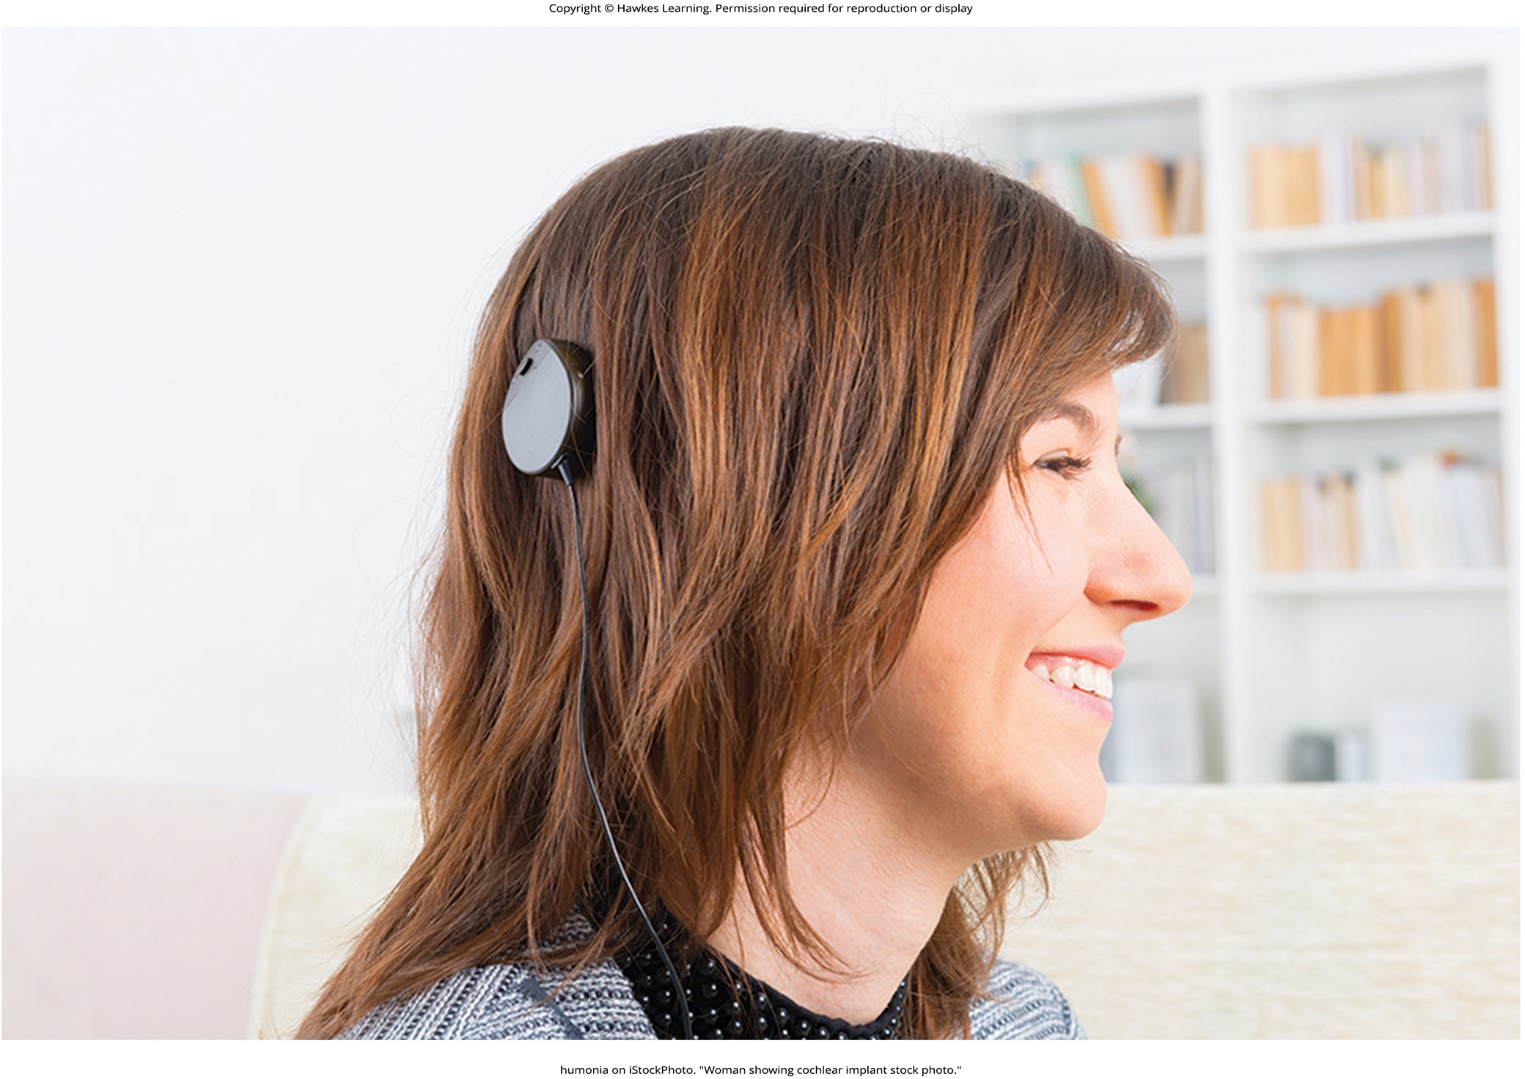 Copyright © Hawkes Learning. Permission required for reproduction or display
humonia on iStockPhoto. "Woman showing cochlear implant stock photo."